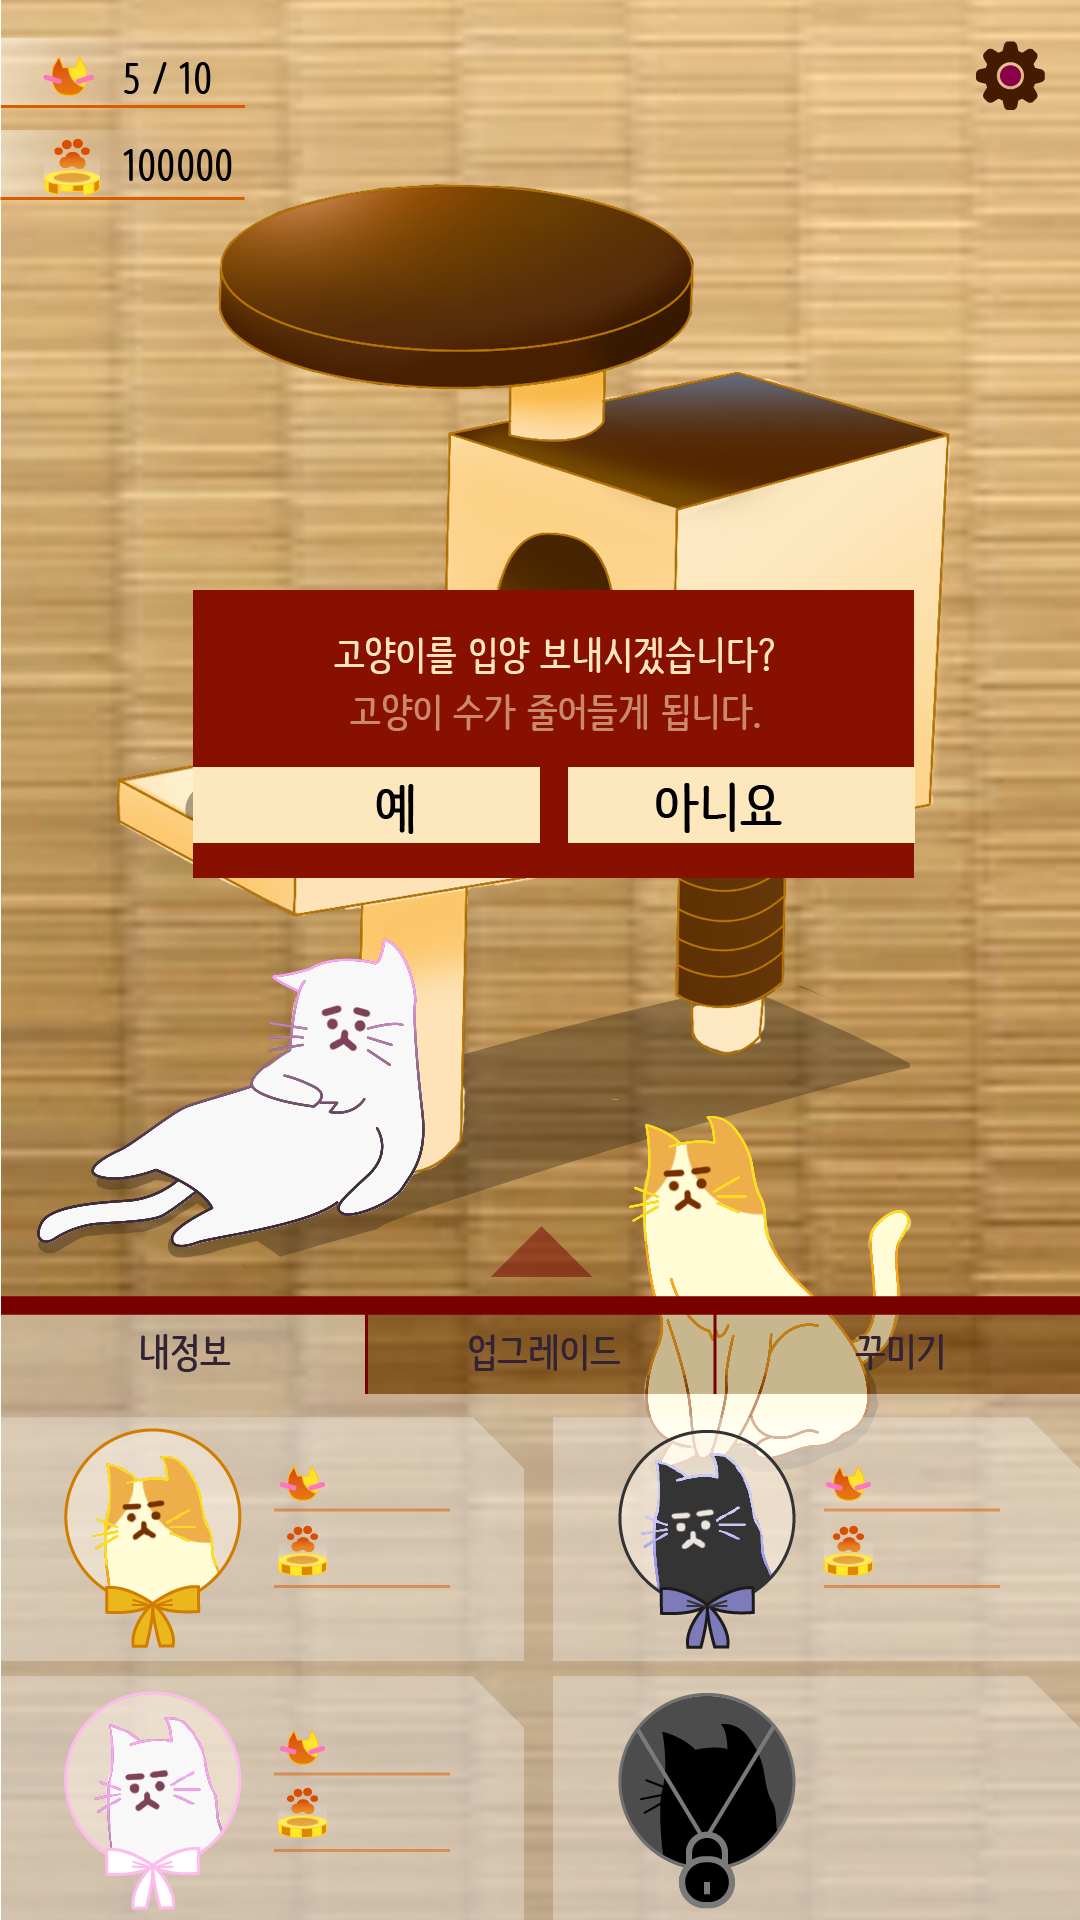 5 / 10
100000
고양이를 입양 보내시겠습니다?
고양이 수가 줄어들게 됩니다.
예 아니요
내정보 업그레이드 꾸미기